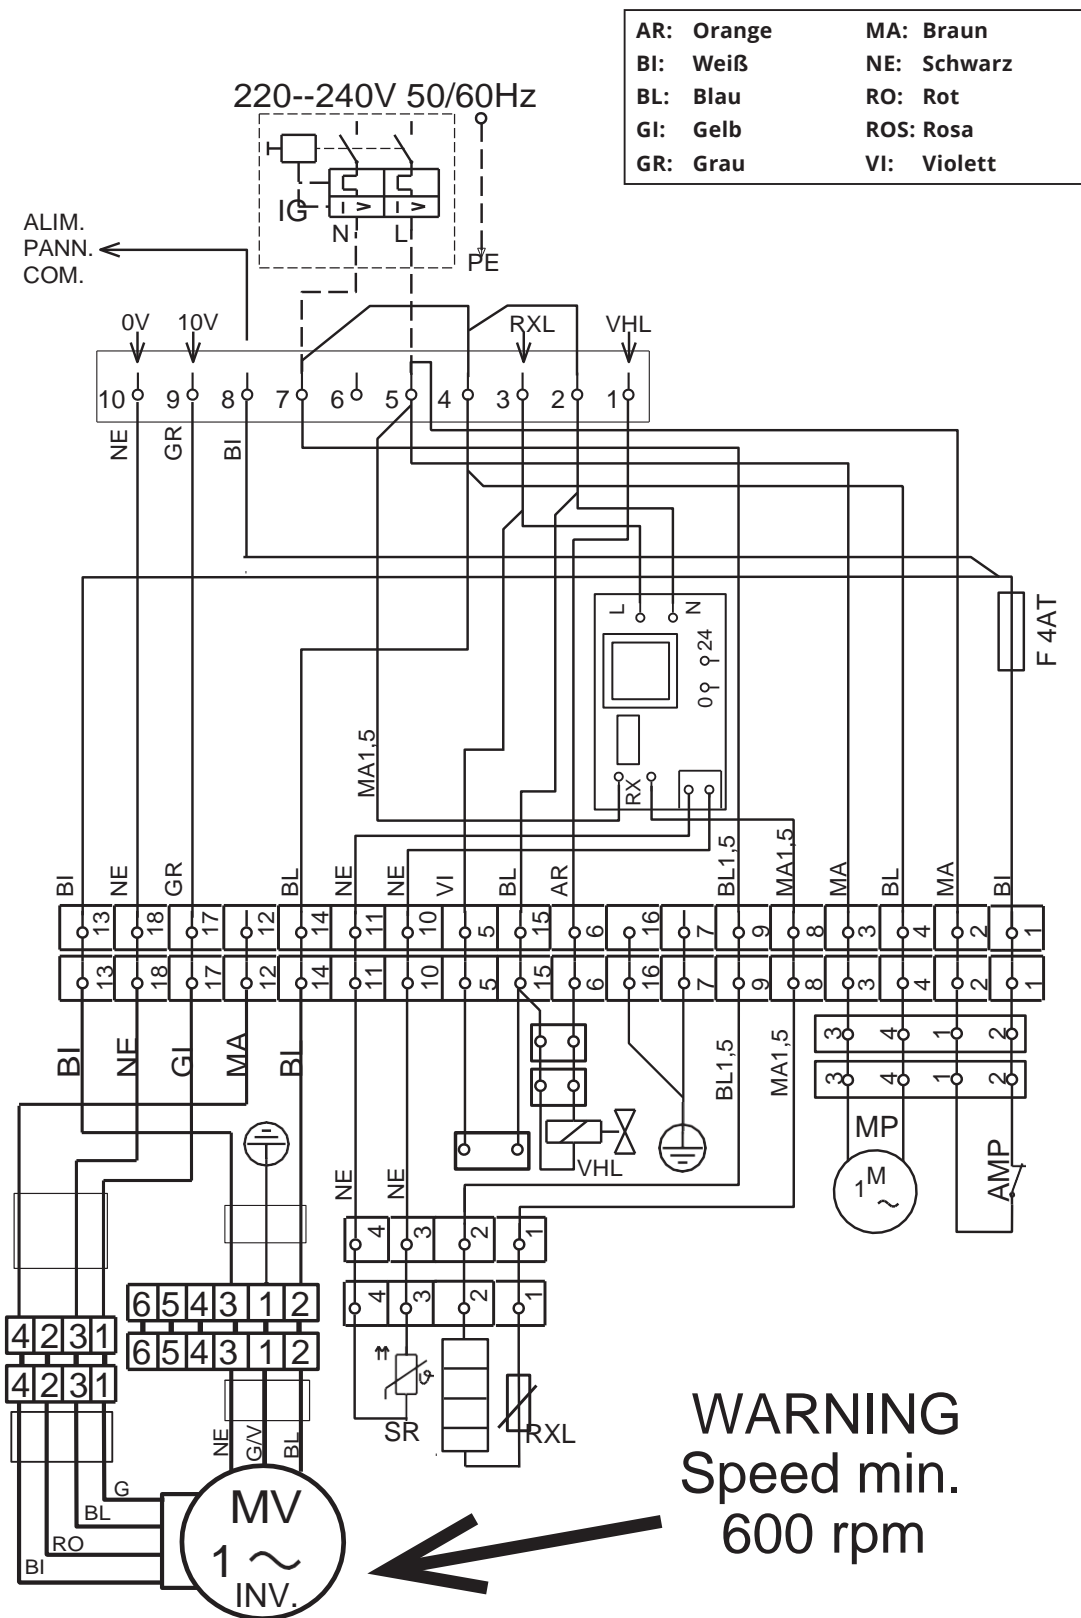 AR: Orange MA: Braun
BI: Weiß NE: Schwarz
BL: Blau RO: Rot
GI: Gelb ROS: Rosa
GR: Grau VI: Violett
220--240V 50/60Hz
IG
N L
PE
ALIM.
PANN.
COM.
0V 10V RXL VHL
10 9 8 7 6 5 4 3 2 1
NE GR BI
L N
24
0
RX
F 4AT
MA1,5
BI NE GR BL NE NE VI BL AR BL1,5 MA1,5 MA BL MA BI
13 18 17 12 14 11 10 5 15 6 16 7 9 8 3 4 2 1
13 18 17 12 14 11 10 5 15 6 16 7 9 8 3 4 2 1
BI NE GI MA BL
BL1,5 MA1,5
3 4 1 2
3 4 1 2
MP
1 M ~
AMP
VHL
NE NE
4 3 2 1
4 3 2 1
SR
RXL
6 5 4 3 1 2
6 5 4 3 1 2
4 2 3 1
4 2 3 1
NE G/V BL
G
BL
RO
BI
MV
1 ~
INV.
WARNING
Speed min.
600 rpm